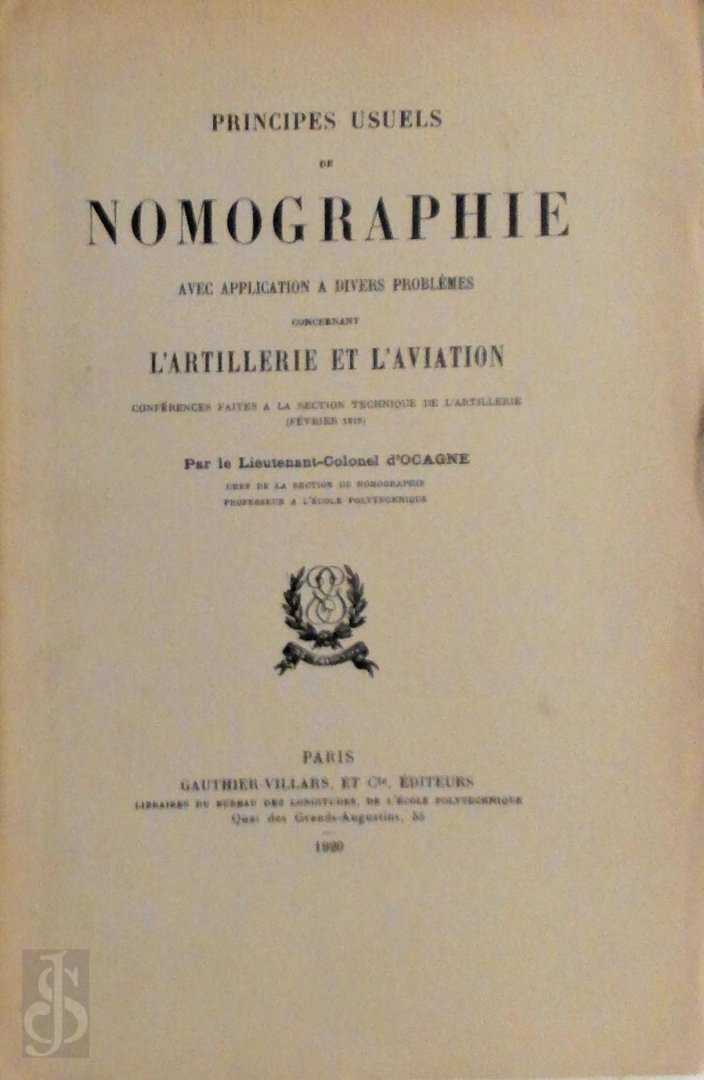 PRINCIPES USUELS
DE
NOMOGRAPHIE
AVEC APPLICATION A DIVERS PROBLÈMES
CONCERNANT
L'ARTILLERIE ET L'AVIATION
CONFÉRENCES FAITES A LA SECTION TECHNIQUE DE L'ARTILLERIE
(FÉVRIER
Par le Lieutenant-Colonel d'OCAGNE
CHEF DE LA SECTION DE NOMOGRAPHIE
PROFESSEUR A L'ÉCOLE POLYTECHNIQUE
PARIS
GAUTHIER-VILLARS, ET Cie, ÉDITEURS
LIBRAIRES DU BUREAU DES LONGITUDES, DE L'ÉCOLE POLYTECHNIQUE
Quai des Grands-Augustins, 55
1920
JS